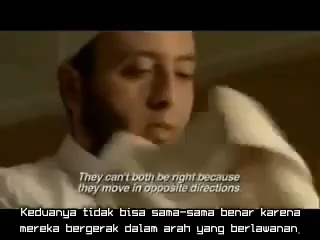 They can't both be right because
they move in opposite directions.
Keduanya tidak bisa sama-sama benar karena
mereka bergerak dalam arah yang berlawanan.